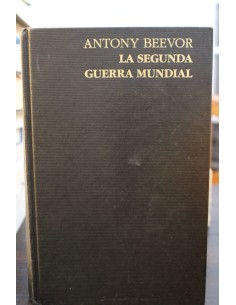 ANTONY BEEVOR
LA SEGUNDA
GUERRA MUNDIAL